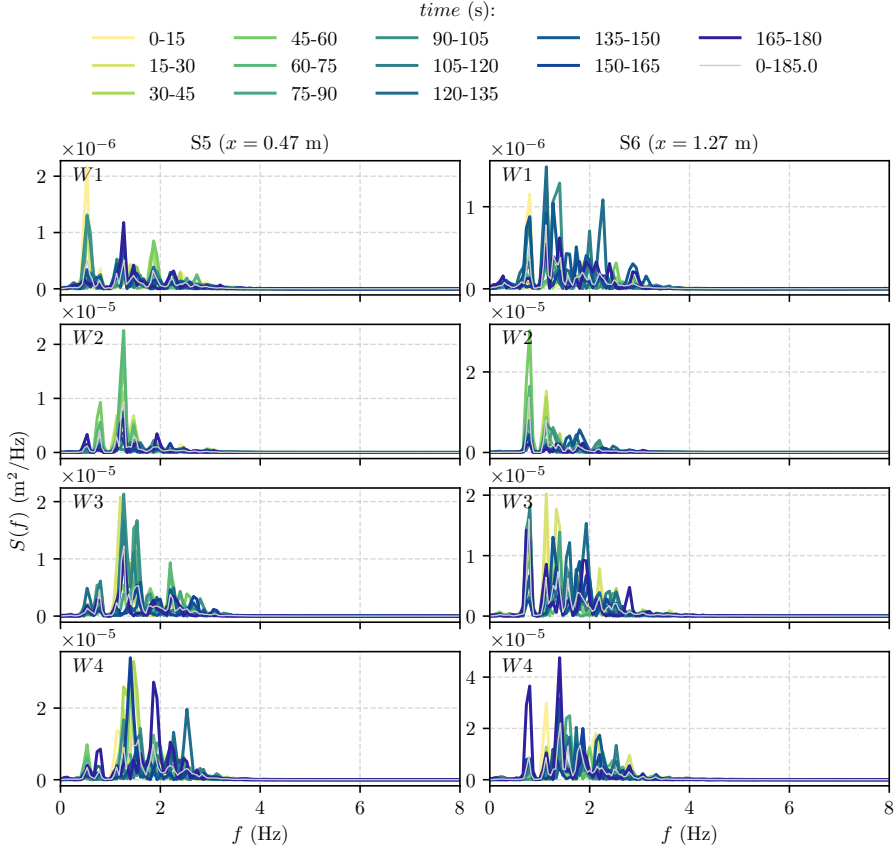 time (s):
0-15 45-60 90-105 135-150 165-180
15-30 60-75 105-120 150-165 0-185.0
30-45 75-90 120-135
S5 (x = 0.47 m) S6 (x = 1.27 m)
×10⁻⁶ ×10⁻⁶
W1 W1
2
1
0
1
0
×10⁻⁵ ×10⁻⁵
W2 W2
2
1
0
2
0
×10⁻⁵ ×10⁻⁵
W3 W3
2
1
0
2
1
0
×10⁻⁵ ×10⁻⁵
W4 W4
2
0
4
2
0
0 2 4 6 8 0 2 4 6 8
f (Hz) f (Hz)
S(f) (m²/Hz)